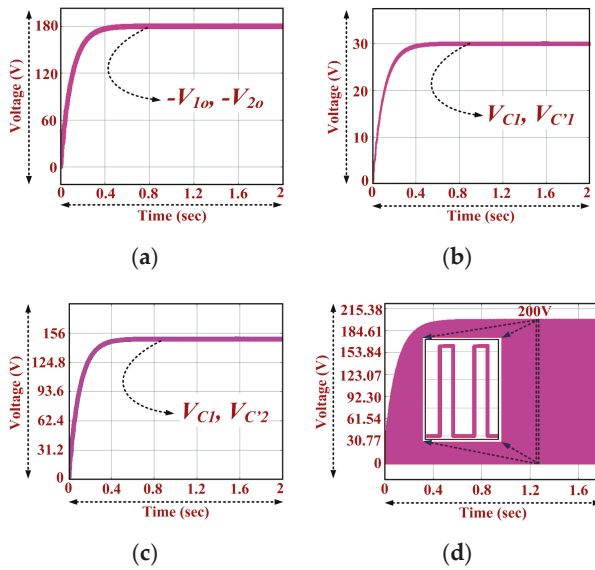 Voltage (V)
180
120
60
0
-V1o, -V2o
0 0.4 0.8 1.2 1.6 2
Time (sec)
(a)
Voltage (V)
30
20
10
0
VC1, VC'1
0 0.4 0.8 1.2 1.6 2
Time (sec)
(b)
Voltage (V)
156
124.8
93.6
62.4
31.2
0
VC1, VC'2
0 0.4 0.8 1.2 1.6 2
Time (sec)
(c)
Voltage (V)
215.38
184.61
153.84
123.07
92.30
61.54
30.77
0
200V
0 0.4 0.8 1.2 1.6
Time (sec)
(d)